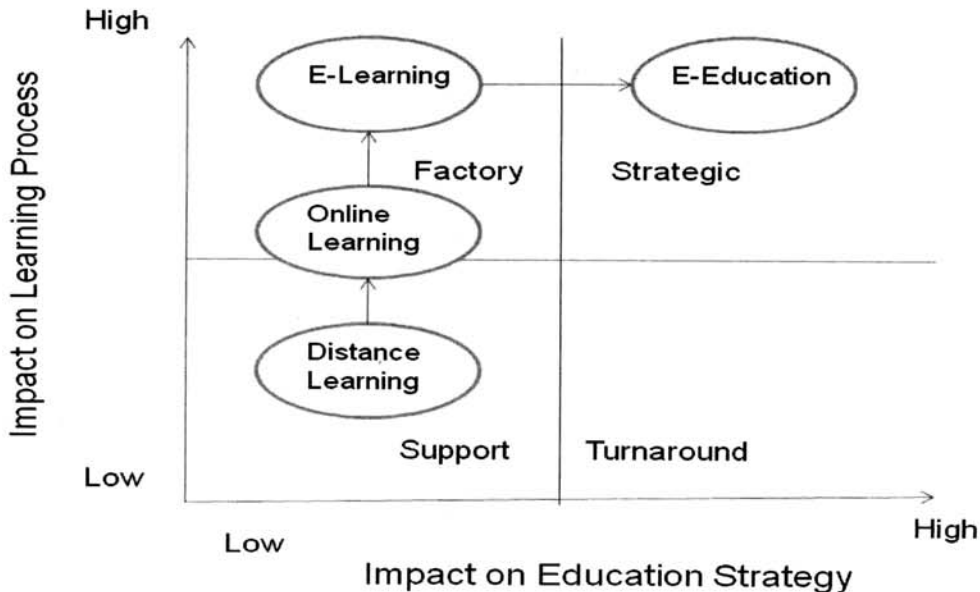 High
E-Learning
E-Education
Impact on Learning Process
Factory
Strategic
Online
Learning
Distance
Learning
Support
Turnaround
Low
High
Low
Impact on Education Strategy